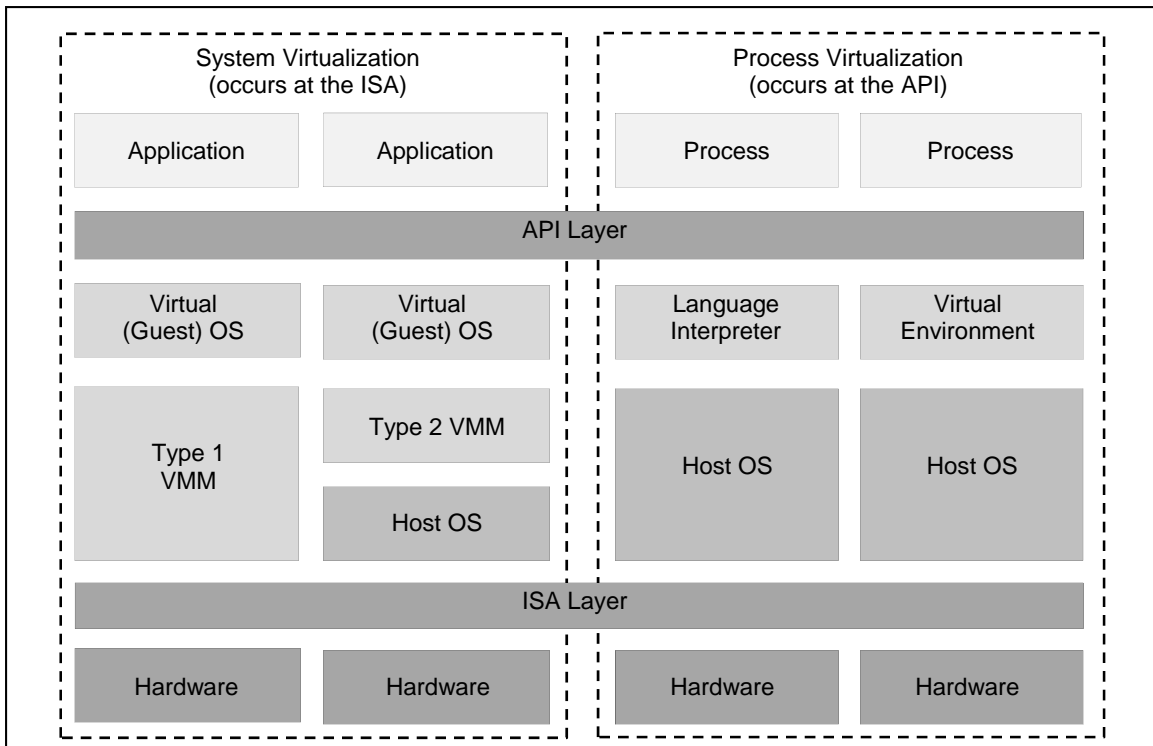 System Virtualization
(occurs at the ISA)
Process Virtualization
(occurs at the API)
Application
Application
Process
Process
API Layer
Virtual
(Guest) OS
Virtual
(Guest) OS
Language
Interpreter
Virtual
Environment
Type 1
VMM
Type 2 VMM
Host OS
Host OS
Host OS
ISA Layer
Hardware
Hardware
Hardware
Hardware